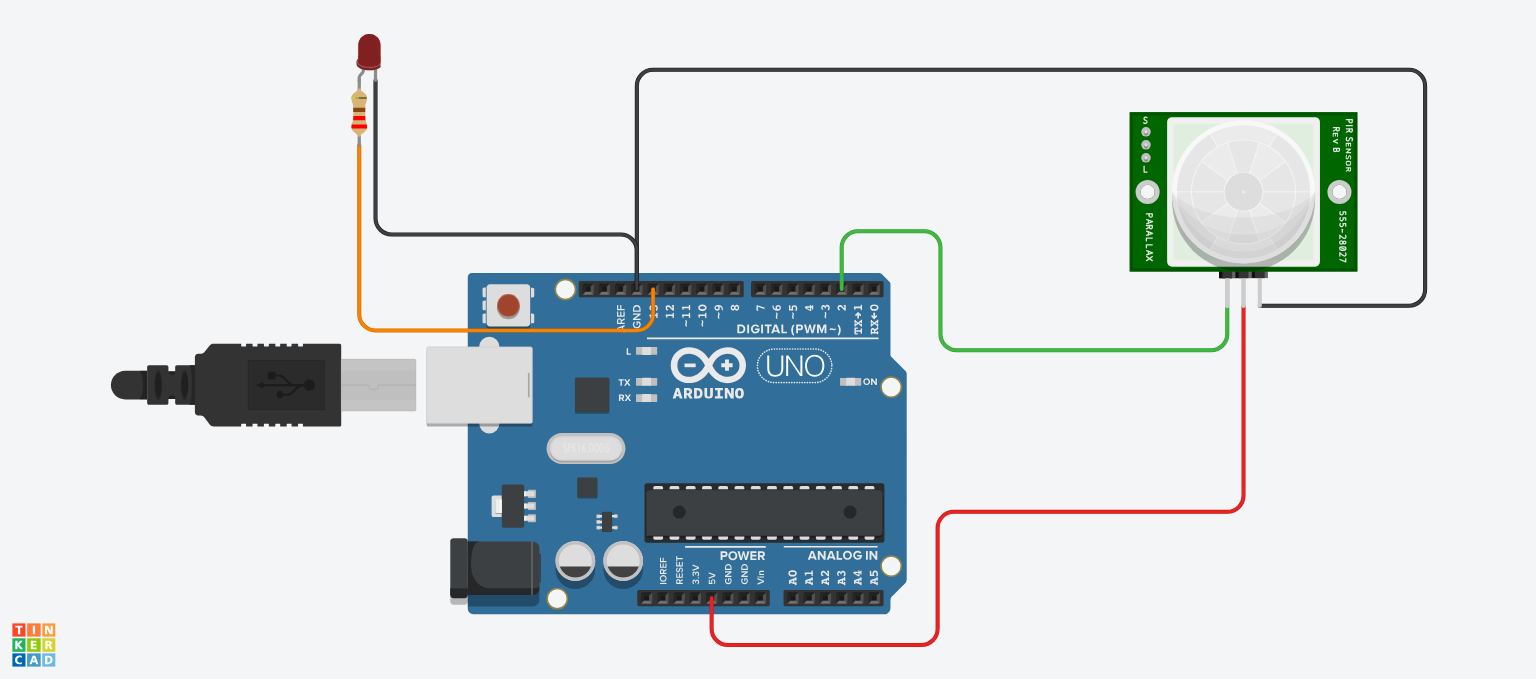 S
L
PARALLAX
PIR SENSOR
REV B
555-28027
AREF
GND
13
12
~11
~10
~9
8
7
~6
~5
4
~3
2
TX→1
RX←0
DIGITAL (PWM~)
L
TX
RX
ARDUINO
UNO
ON
POWER
ANALOG IN
IOREF
RESET
3.3V
5V
GND
GND
Vin
A0
A1
A2
A3
A4
A5
TIN
KER
CAD